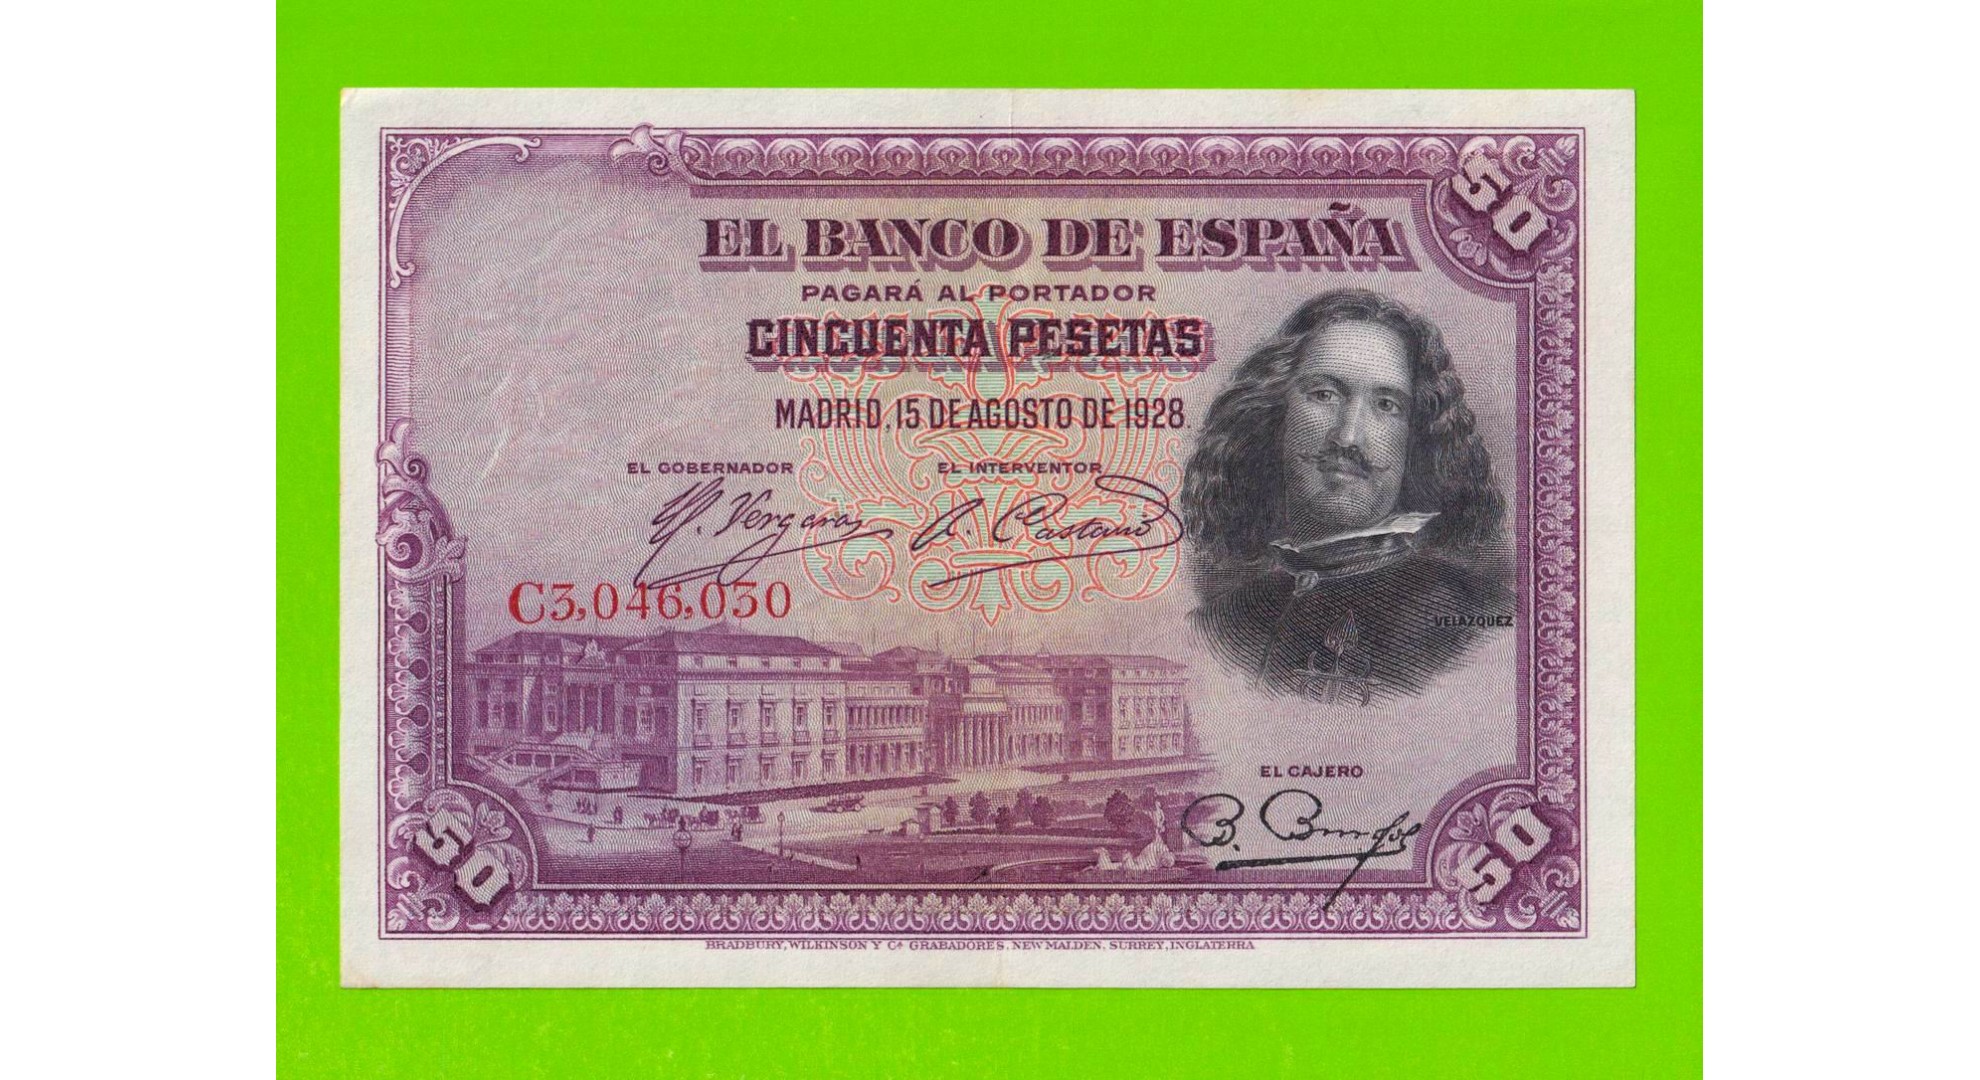 50
EL BANCO DE ESPAÑA
PAGARÁ AL PORTADOR
CINCUENTA PESETAS
MADRID, 15 DE AGOSTO DE 1928
EL GOBERNADOR EL INTERVENTOR
C3,046,030
VELAZQUEZ
EL CAJERO
50 50
BRADBURY, WILKINSON Y Cª GRABADORES, NEW MALDEN, SURREY, INGLATERRA